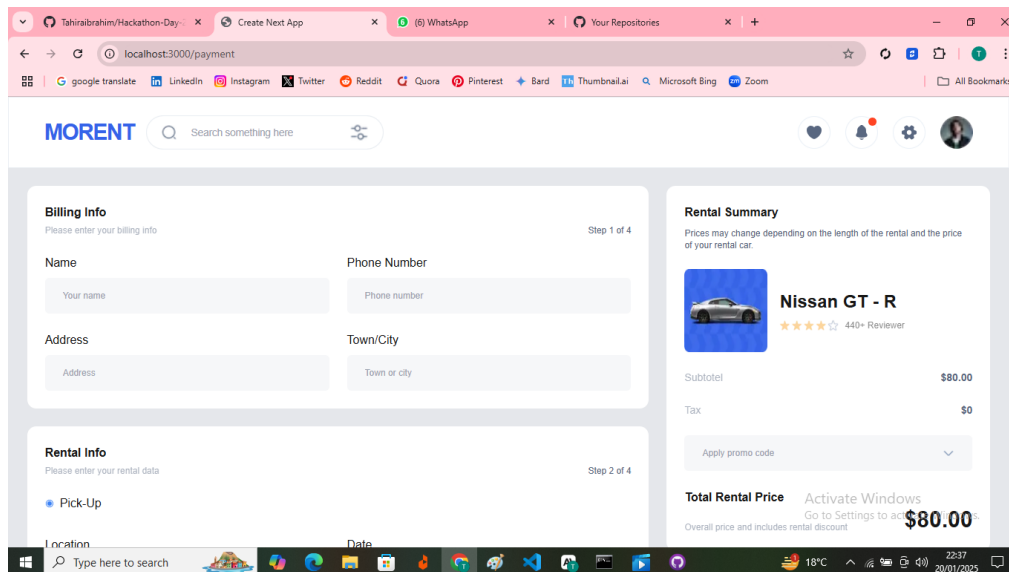 Tahiraibrahim/Hackathon-Day-2
Create Next App
(6) WhatsApp
Your Repositories
localhost:3000/payment
T
google translate
LinkedIn
Instagram
Twitter
Reddit
Quora
Pinterest
Bard
Th Thumbnail.ai
Microsoft Bing
zm Zoom
All Bookmarks
MORENT
Search something here
Billing Info
Please enter your billing info
Step 1 of 4
Name
Phone Number
Your name
Phone number
Address
Town/City
Address
Town or city
Rental Info
Please enter your rental data
Step 2 of 4
Pick-Up
Location
Date
Rental Summary
Prices may change depending on the length of the rental and the price
of your rental car.
Nissan GT - R
440+ Reviewer
Subtotel
$80.00
Tax
$0
Apply promo code
Total Rental Price
Overall price and includes rental discount
$80.00
Activate Windows
Go to Settings to activate Windows.
Type here to search
18°C
22:37
20/01/2025